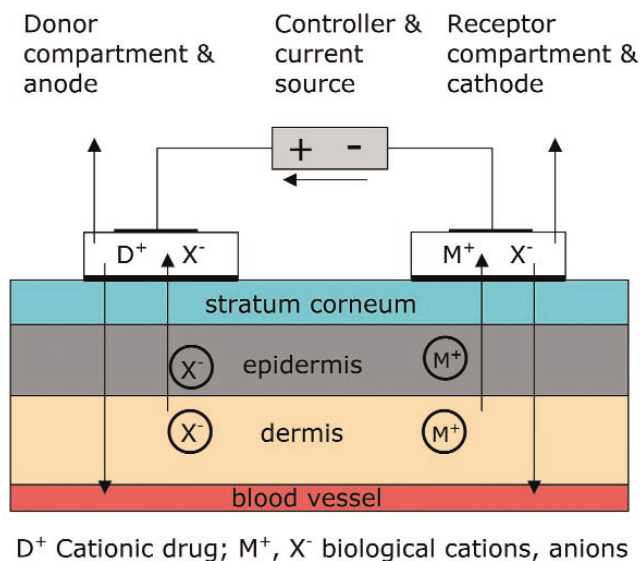 Donor
compartment &
anode
Controller &
current
source
Receptor
compartment &
cathode
+ -
D⁺ X⁻
M⁺ X⁻
stratum corneum
X⁻ epidermis M⁺
X⁻ dermis M⁺
blood vessel
D⁺ Cationic drug; M⁺, X⁻ biological cations, anions